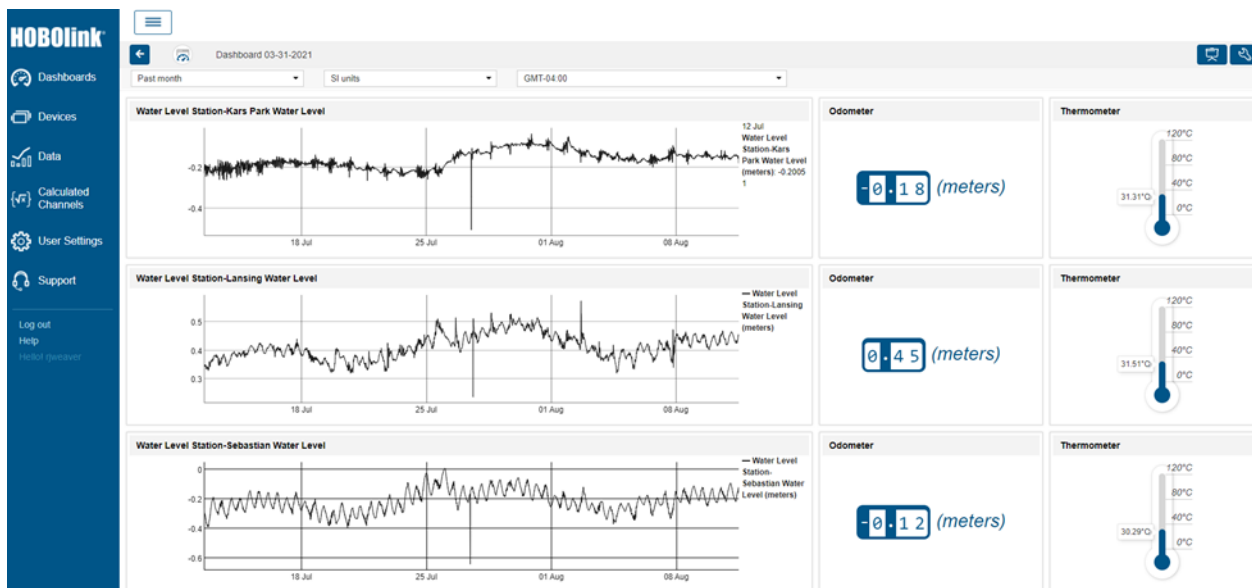 HOBOlink
Dashboards
Devices
Data
Calculated
Channels
User Settings
Support
Log out
Help
Hello! rjweaver
Dashboard 03-31-2021
Past month
SI units
GMT-04:00
Water Level Station-Kars Park Water Level
-0.2
-0.4
18 Jul
25 Jul
01 Aug
08 Aug
12 Jul
Water Level
Station-Kars
Park Water Level
(meters): -0.2005
1
Odometer
-0.18 (meters)
Thermometer
120°C
80°C
40°C
0°C
31.31°C
Water Level Station-Lansing Water Level
0.5
0.4
0.3
18 Jul
25 Jul
01 Aug
08 Aug
— Water Level
Station-Lansing
Water Level
(meters)
Odometer
0.45 (meters)
Thermometer
120°C
80°C
40°C
0°C
31.51°C
Water Level Station-Sebastian Water Level
0
-0.2
-0.4
-0.6
18 Jul
25 Jul
01 Aug
08 Aug
— Water Level
Station-
Sebastian Water
Level (meters)
Odometer
-0.12 (meters)
Thermometer
120°C
80°C
40°C
0°C
30.29°C